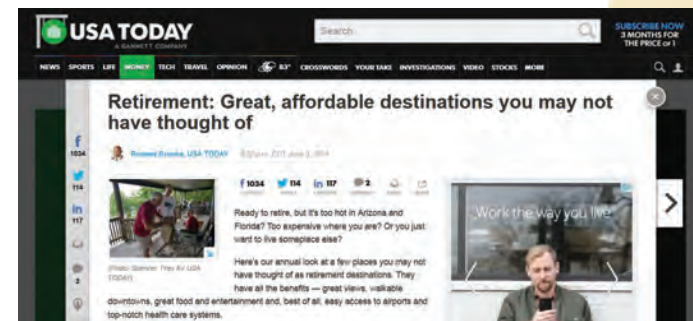 USA TODAY
A GANNETT COMPANY
Search
SUBSCRIBE NOW
3 MONTHS FOR
THE PRICE OF 1
NEWS SPORTS LIFE MONEY TECH TRAVEL OPINION 83° CROSSWORDS YOUR TAKE INVESTIGATIONS VIDEO STOCKS MORE
Retirement: Great, affordable destinations you may not
have thought of
USA TODAY
f 1034 114 in 117 2
1034
114
in
117
2
Ready to retire, but it's too hot in Arizona and
Florida? Too expensive where you are? Or you just
want to live someplace else?
Here's our annual look at a few places you may not
have thought of as retirement destinations. They
have all the benefits — great views, walkable
downtowns, great food and entertainment and, best of all, easy access to airports and
top-notch health care systems.
Work the way you live